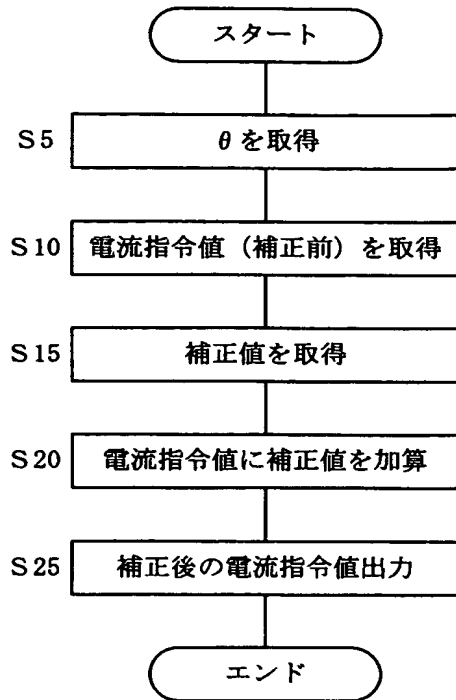 スタート
S5 θを取得
S10 電流指令値（補正前）を取得
S15 補正値を取得
S20 電流指令値に補正値を加算
S25 補正後の電流指令値出力
エンド